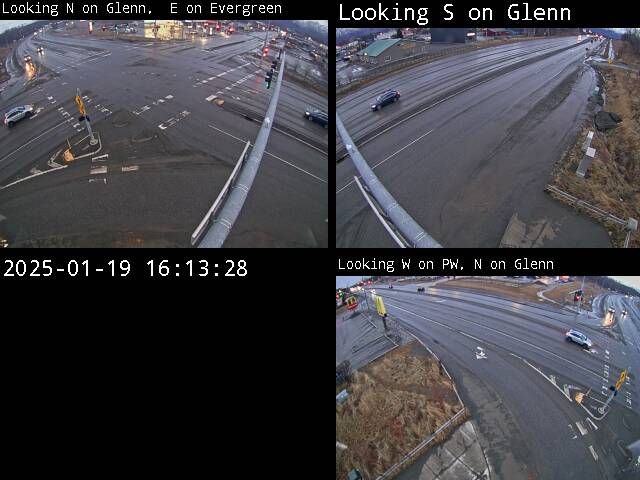 Looking N on Glenn, E on Evergreen
Looking S on Glenn
2025-01-19 16:13:28
Looking W on PW, N on Glenn